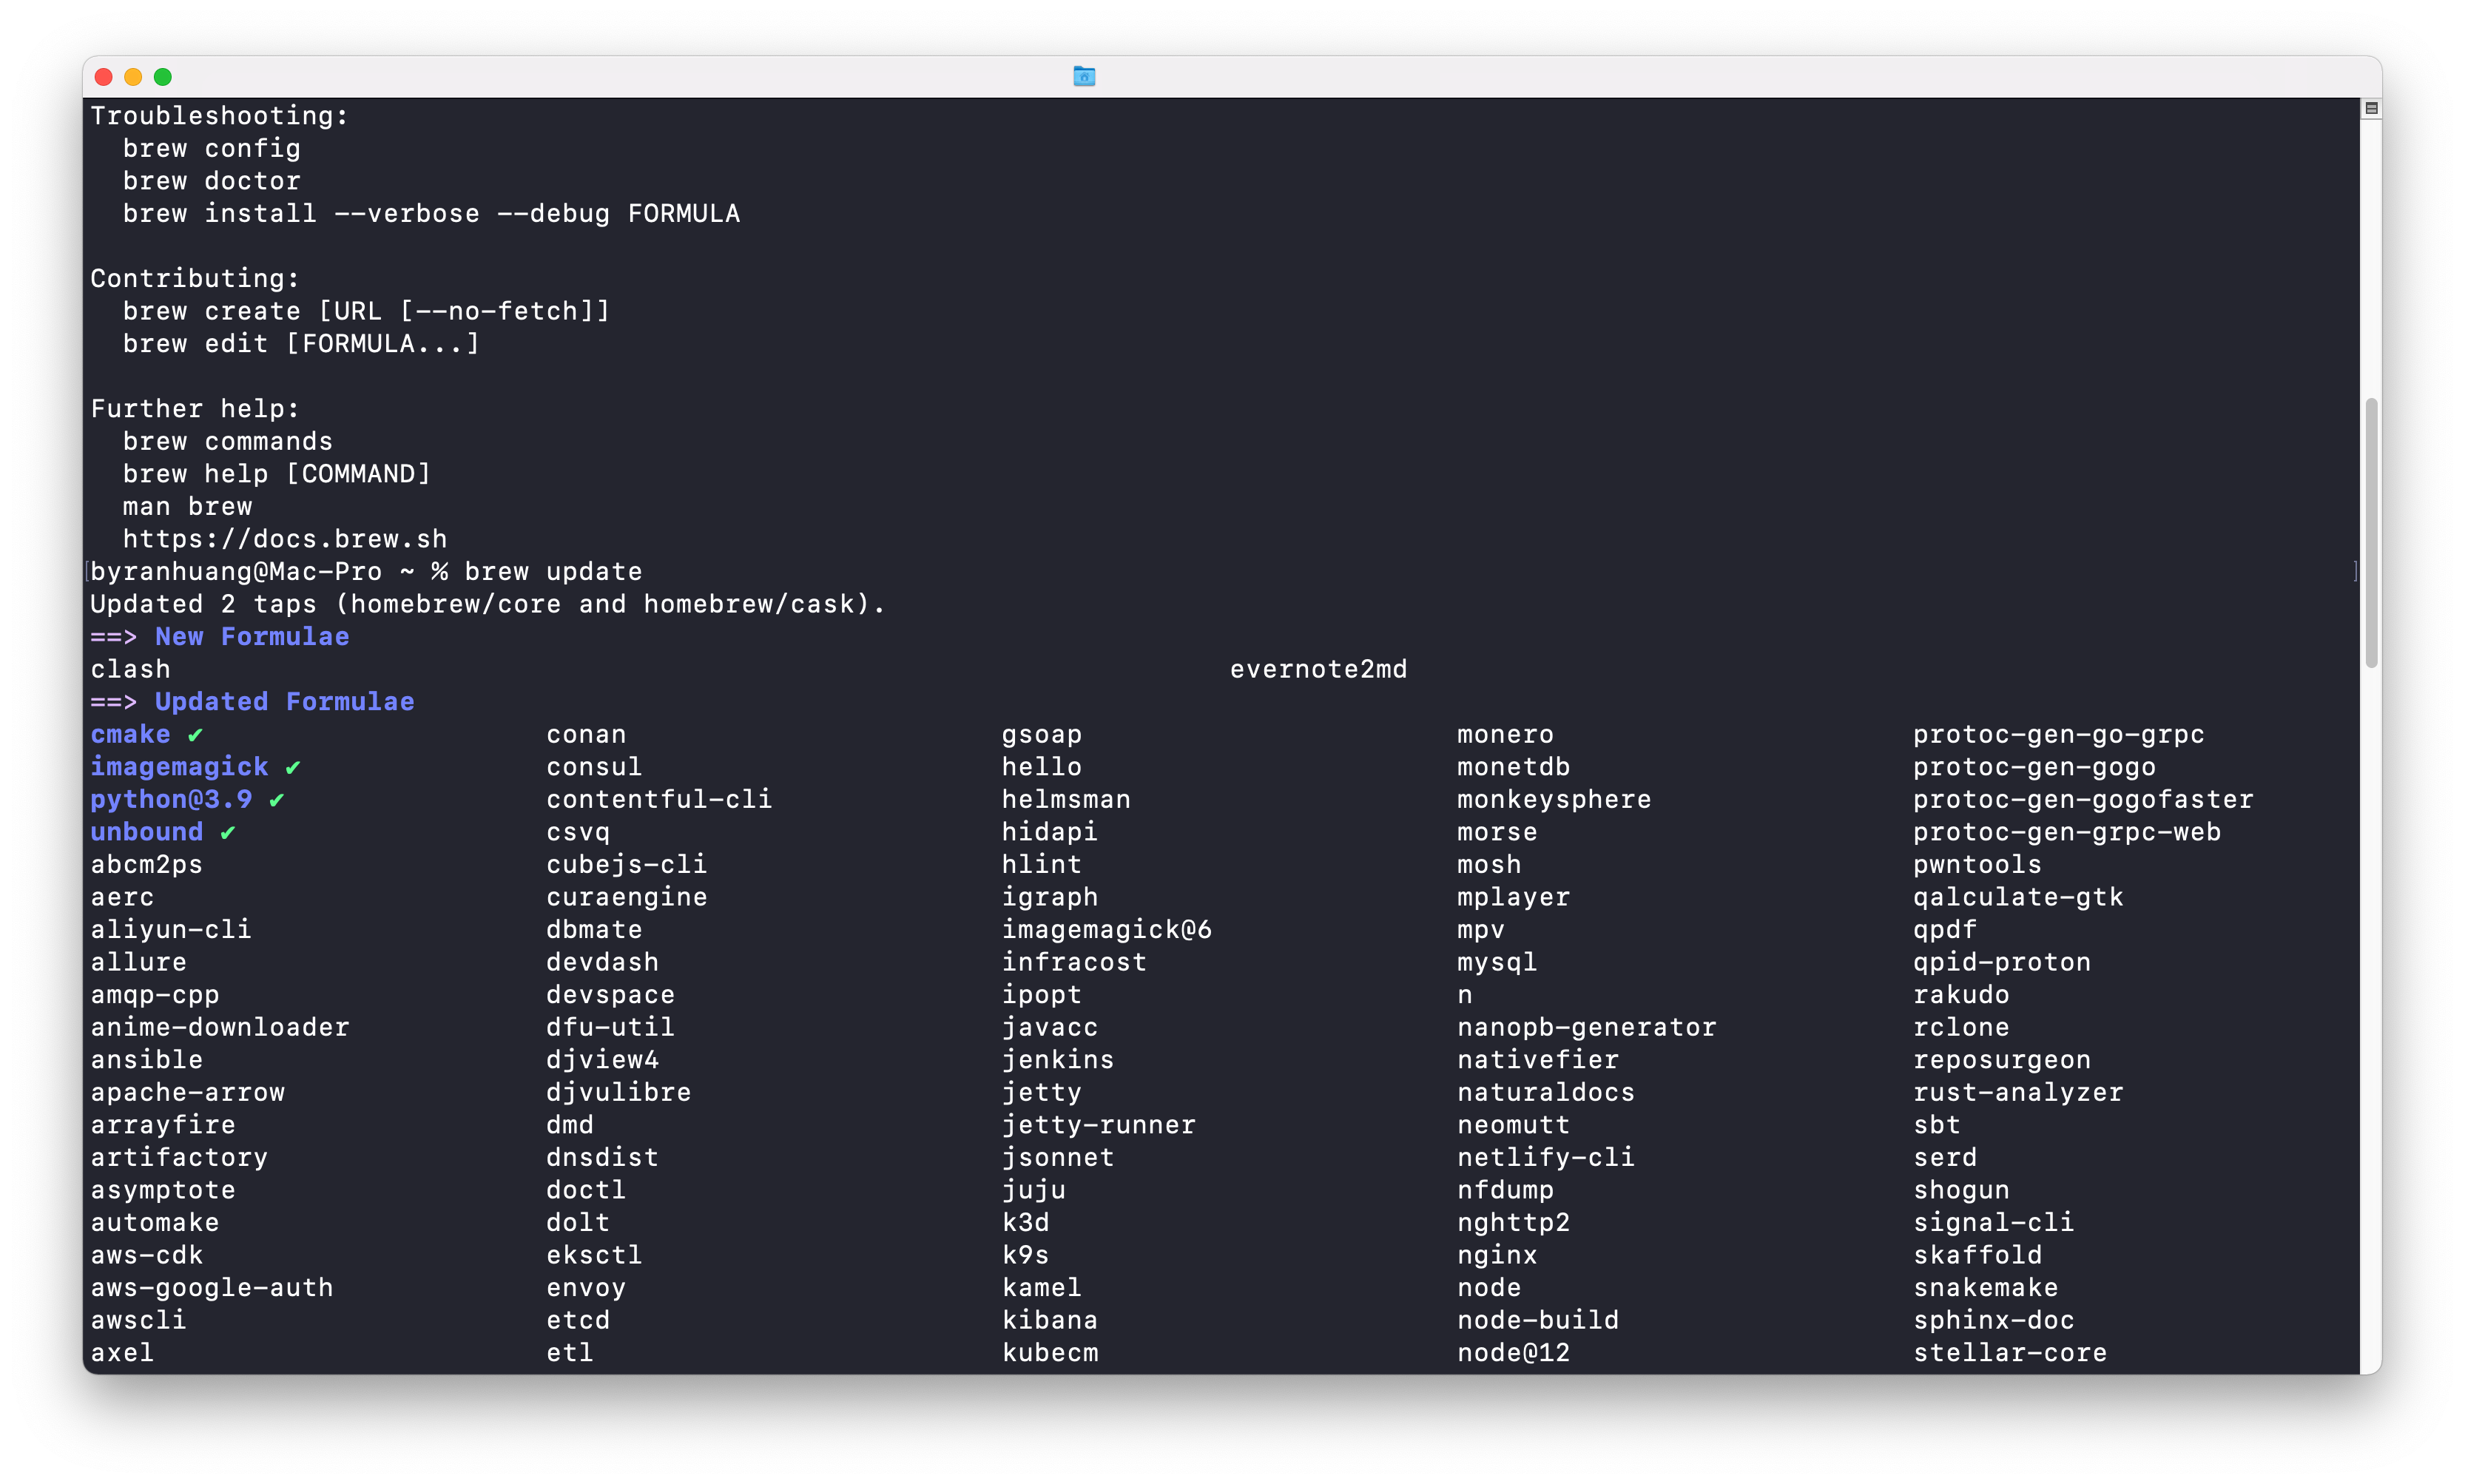 Troubleshooting:
  brew config
  brew doctor
  brew install --verbose --debug FORMULA

Contributing:
  brew create [URL [--no-fetch]]
  brew edit [FORMULA...]

Further help:
  brew commands
  brew help [COMMAND]
  man brew
  https://docs.brew.sh
[byranhuang@Mac-Pro ~ % brew update ]
Updated 2 taps (homebrew/core and homebrew/cask).
==> New Formulae
clash evernote2md
==> Updated Formulae
cmake ✔ conan gsoap monero protoc-gen-go-grpc
imagemagick ✔ consul hello monetdb protoc-gen-gogo
python@3.9 ✔ contentful-cli helmsman monkeysphere protoc-gen-gogofaster
unbound ✔ csvq hidapi morse protoc-gen-grpc-web
abcm2ps cubejs-cli hlint mosh pwntools
aerc curaengine igraph mplayer qalculate-gtk
aliyun-cli dbmate imagemagick@6 mpv qpdf
allure devdash infracost mysql qpid-proton
amqp-cpp devspace ipopt n rakudo
anime-downloader dfu-util javacc nanopb-generator rclone
ansible djview4 jenkins nativefier reposurgeon
apache-arrow djvulibre jetty naturaldocs rust-analyzer
arrayfire dmd jetty-runner neomutt sbt
artifactory dnsdist jsonnet netlify-cli serd
asymptote doctl juju nfdump shogun
automake dolt k3d nghttp2 signal-cli
aws-cdk eksctl k9s nginx skaffold
aws-google-auth envoy kamel node snakemake
awscli etcd kibana node-build sphinx-doc
axel etl kubecm node@12 stellar-core